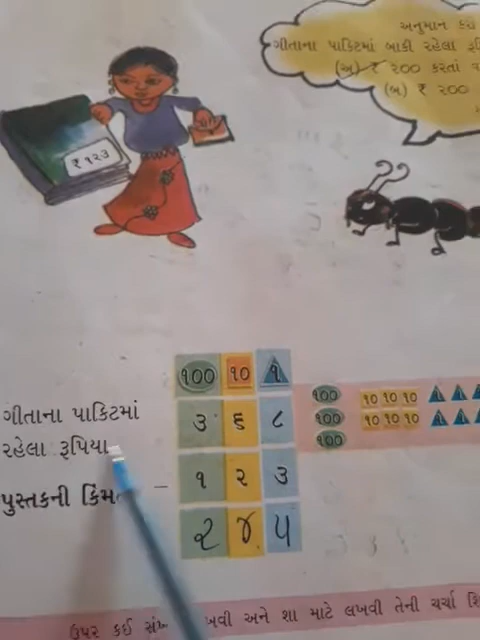 અનુમાન કરો
ગીતાના પાકિટમાં બાકી રહેલા
(અ) ₹ ૨૦૦ કરતાં
(બ) ₹ ૨૦૦
₹ ૧૨૩
૧૦૦ ૧૦ ૧
ગીતાના પાકિટમાં
રહેલા રૂપિયા
૩ ૬ ૮
૧૦૦ ૧૦ ૧૦ ૧૦
૧૦૦ ૧૦ ૧૦ ૧૦
૧૦૦
પુસ્તકની – ૧ ૨ ૩
૨ ૪ ૫
ઉપર કઈ લખવી અને શા માટે લખવી તેની ચર્ચા